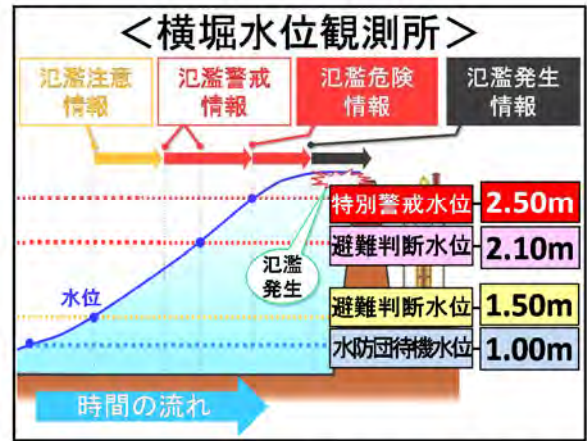 ＜横堀水位観測所＞
氾濫注意
情報
氾濫警戒
情報
氾濫危険
情報
氾濫発生
情報
特別警戒水位
2.50m
避難判断水位
2.10m
氾濫
発生
水位
避難判断水位
1.50m
水防団待機水位
1.00m
時間の流れ